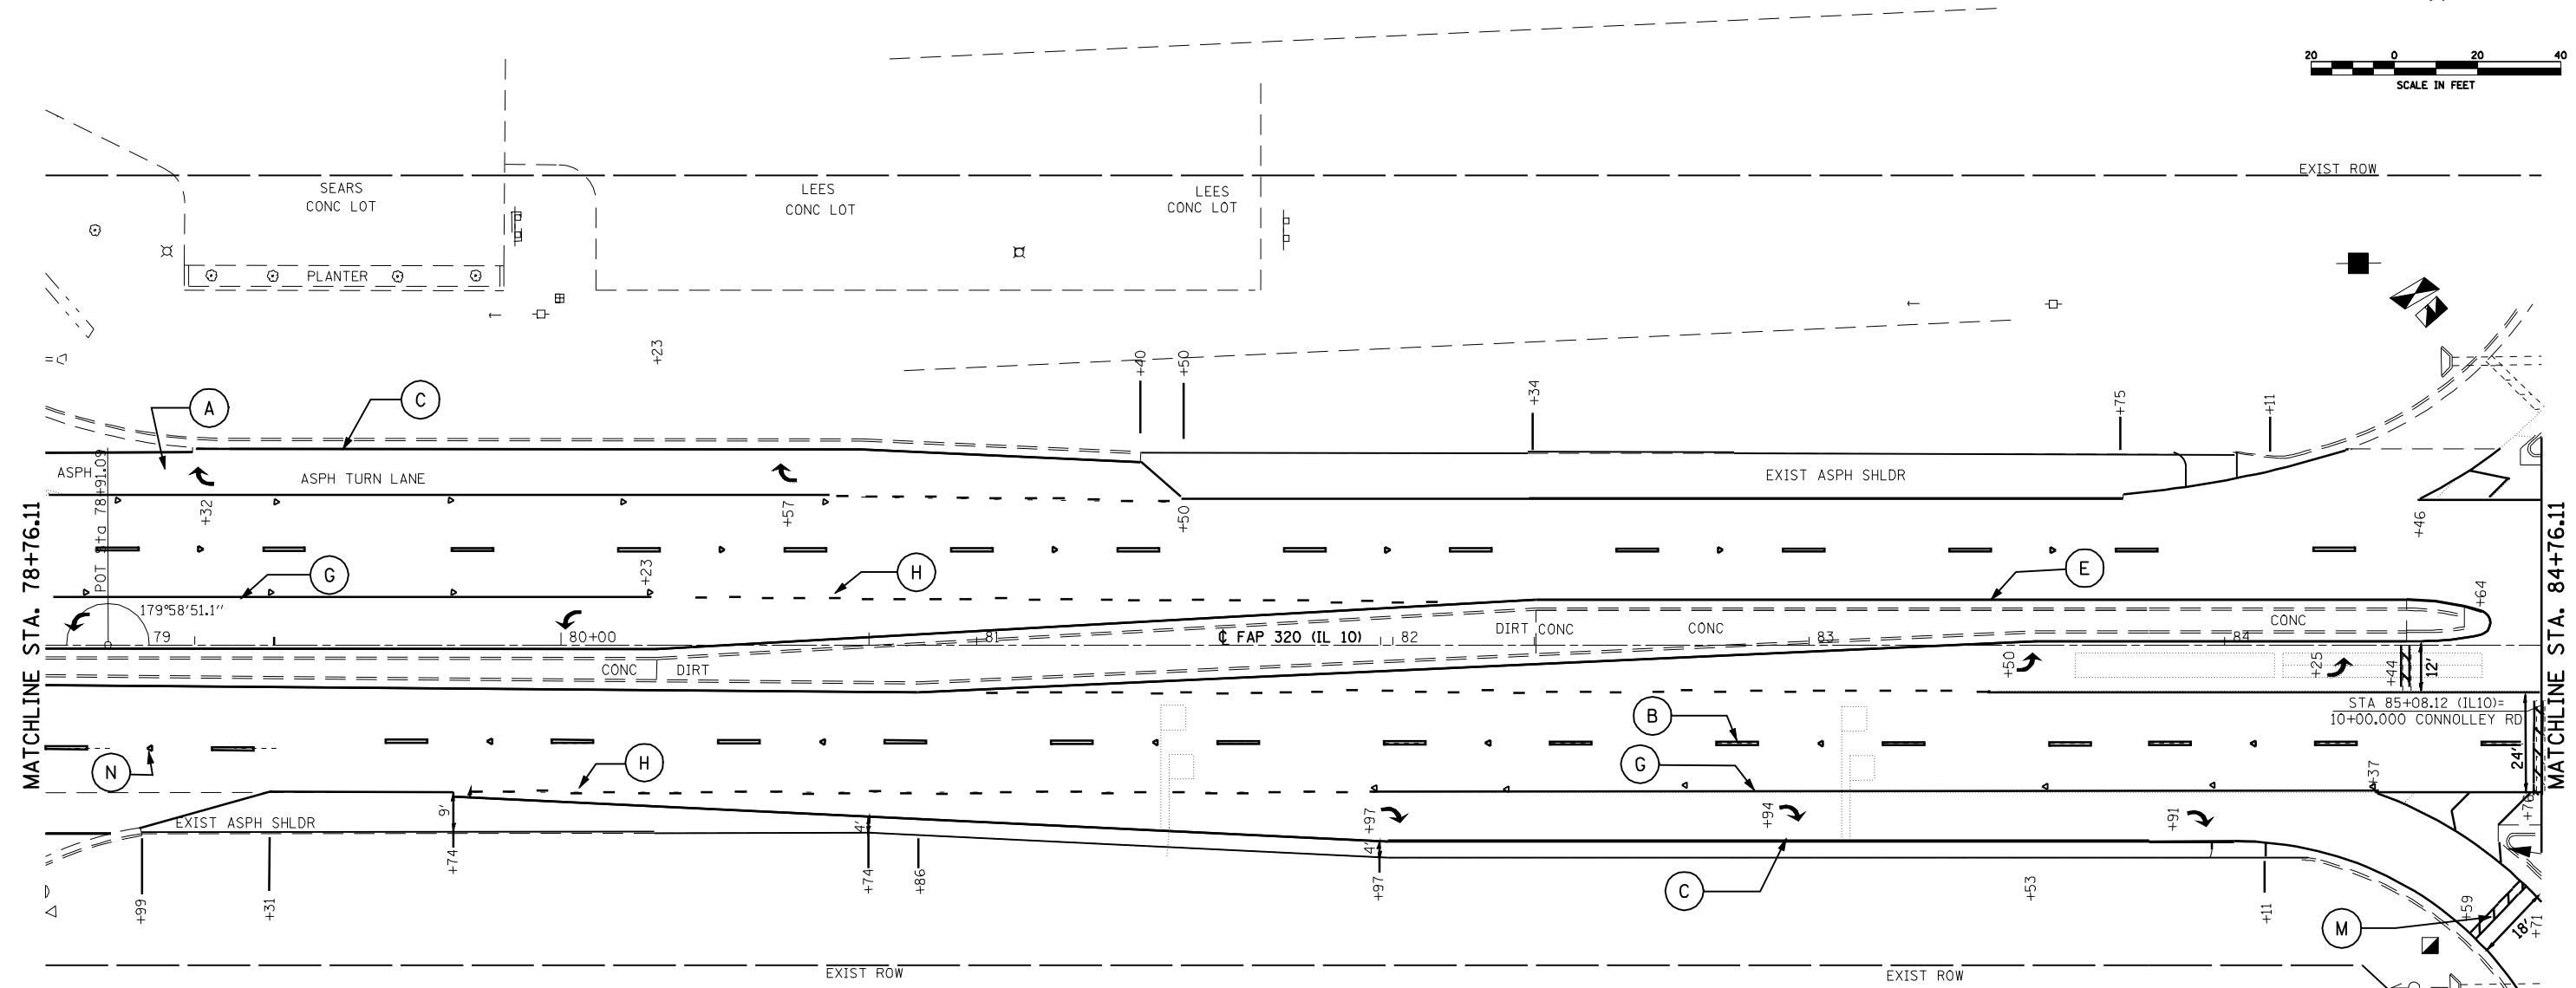 20 0 20 40
SCALE IN FEET
EXIST ROW
SEARS
CONC LOT
LEES
CONC LOT
LEES
CONC LOT
PLANTER
+23
+40
+50
+34
+75
+11
A
C
ASPH
ASPH TURN LANE
EXIST ASPH SHLDR
POT Sta 78+91.09
+32
+57
+50
+46
MATCHLINE STA. 78+76.11
MATCHLINE STA. 84+76.11
G
+23
H
E
+64
179°58'51.1"
79
80+00
81
℄ FAP 320 (IL 10)
82
DIRT
CONC
CONC
83
84
CONC
CONC
DIRT
+50
+25
+44
12'
STA 85+08.12 (IL10)=
10+00.000 CONNOLLEY RD
B
N
H
G
24'
+37
+76
EXIST ASPH SHLDR
9'
4'
4'
+97
+94
+91
+74
+74
+86
+97
C
+53
+11
+99
+31
+59
M
18'
+71
EXIST ROW
EXIST ROW